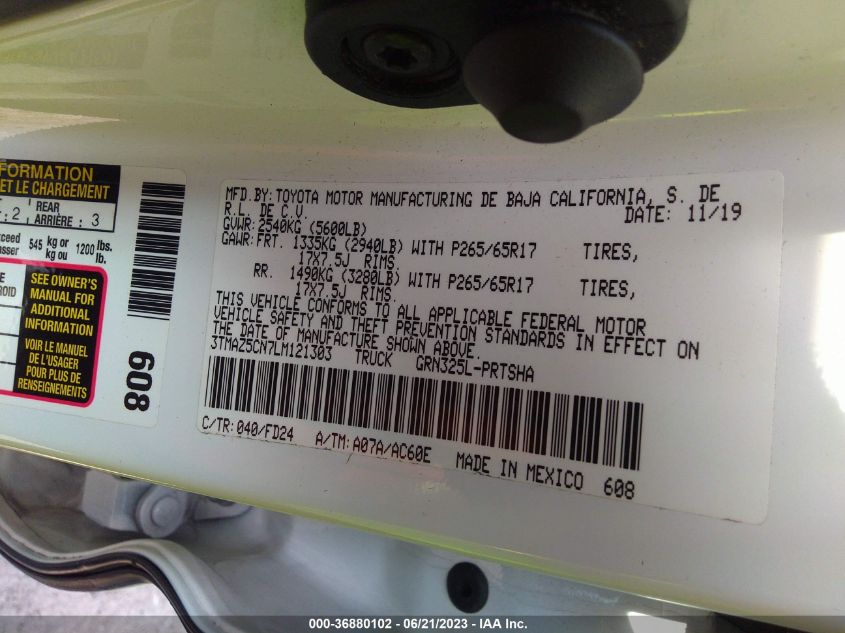 FORMATION
ET LE CHARGEMENT
: 2 REAR ARRIÈRE : 3
545 kg or kg ou 1200 lbs. lb.
SEE OWNER'S
MANUAL FOR
ADDITIONAL
INFORMATION
VOIR LE MANUEL
DE L'USAGER
POUR PLUS DE
RENSEIGNEMENTS
608
MFD.BY:TOYOTA MOTOR MANUFACTURING DE BAJA CALIFORNIA, S. DE
R.L. DE C.V. DATE: 11/19
GVWR:2540KG (5600LB)
GAWR:FRT. 1335KG (2940LB) WITH P265/65R17 TIRES,
17X7.5J RIMS.
RR. 1490KG (3280LB) WITH P265/65R17 TIRES,
17X7.5J RIMS.
THIS VEHICLE CONFORMS TO ALL APPLICABLE FEDERAL MOTOR
VEHICLE SAFETY AND THEFT PREVENTION STANDARDS IN EFFECT ON
THE DATE OF MANUFACTURE SHOWN ABOVE.
3TMAZ5CN7LM121303 TRUCK GRN325L-PRTSHA
C/TR:040/FD24 A/TM:A07A/AC60E MADE IN MEXICO 608
000-36880102 - 06/21/2023 - IAA Inc.